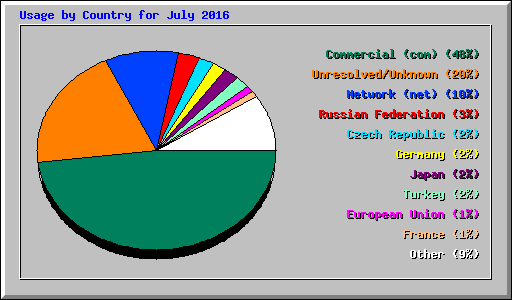 Usage by Country for July 2016
Commercial (com) (48%)
Unresolved/Unknown (20%)
Network (net) (10%)
Russian Federation (3%)
Czech Republic (2%)
Germany (2%)
Japan (2%)
Turkey (2%)
European Union (1%)
France (1%)
Other (9%)